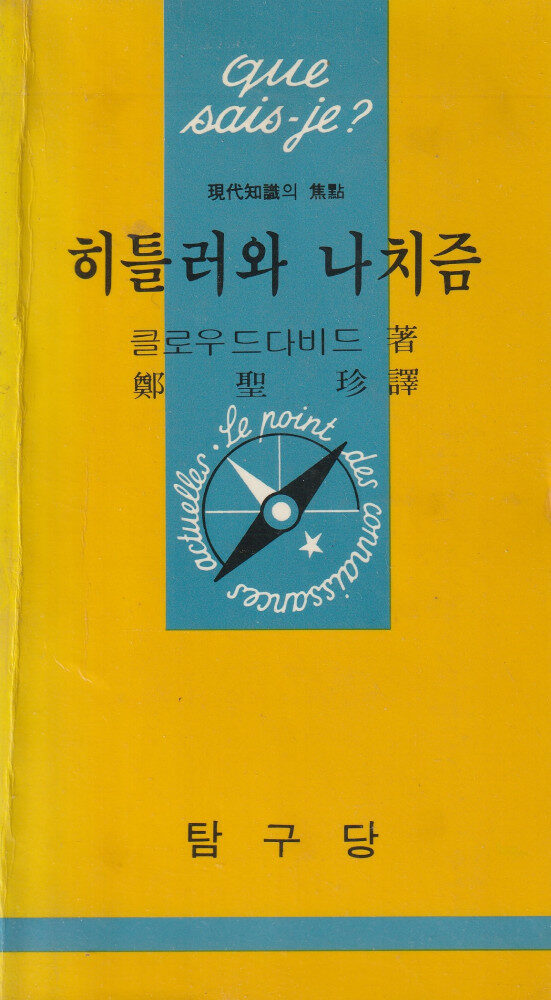 que
sais-je?
現代知識의 焦點
히틀러와 나치즘
클로우드다비드 著
鄭 聖 珍 譯
Le point des connaissances actuelles.
탐 구 당